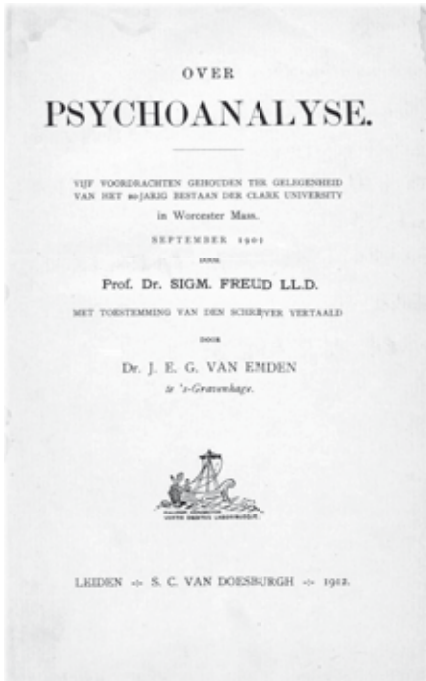 OVER
PSYCHOANALYSE.
VIJF VOORDRACHTEN GEHOUDEN TER GELEGENHEID
VAN HET 20-JARIG BESTAAN DER CLARK UNIVERSITY
in Worcester Mass.
SEPTEMBER 1901
DOOR
Prof. Dr. SIGM. FREUD LL.D.
MET TOESTEMMING VAN DEN SCHRIJVER VERTAALD
DOOR
Dr. J. E. G. VAN EMDEN
te 's-Gravenhage.
LEIDEN -:- S. C. VAN DOESBURGH -:- 1912.